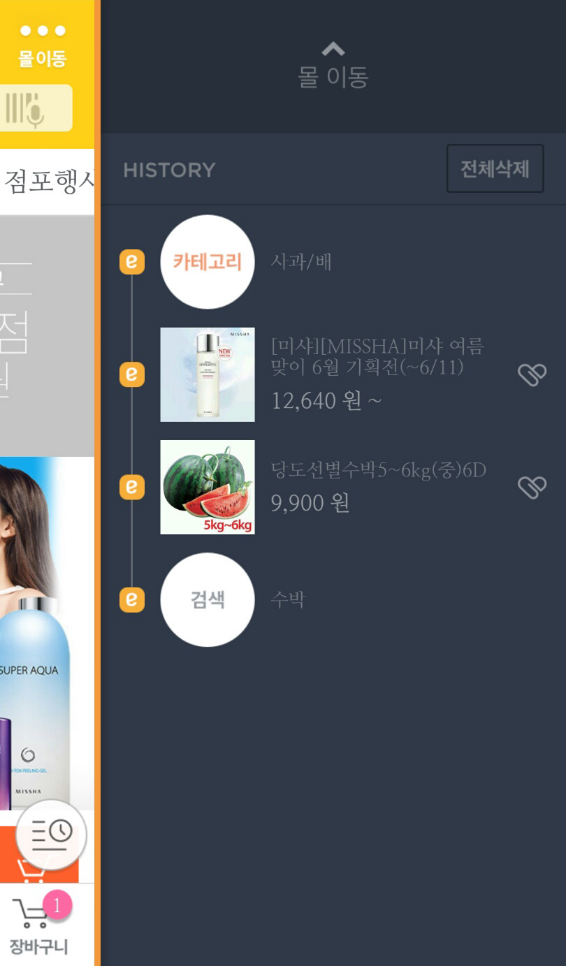 몰이동
점포행사
점
몰 이동
HISTORY
전체삭제
e
카테고리
사과/배
e
MISSHA
NEW
[미샤][MISSHA]미샤 여름
맞이 6월 기획전(~6/11)
12,640 원 ~
e
5kg~6kg
당도선별수박5~6kg(중)6D
9,900 원
e
검색
수박
SUPER AQUA
MISSHA
1
장바구니